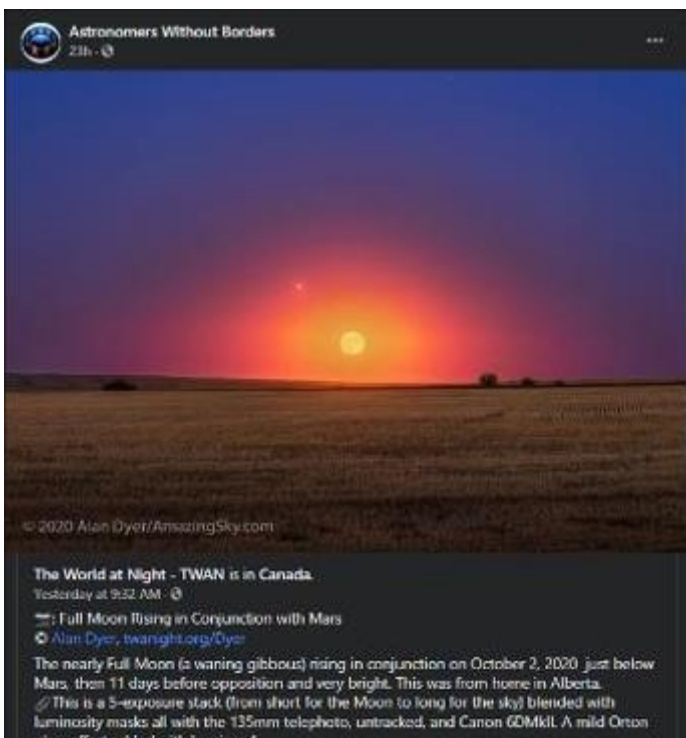 Astronomers Without Borders
23h ·
© 2020 Alan Dyer/AmazingSky.com
The World at Night - TWAN is in Canada.
Yesterday at 9:32 AM ·
: Full Moon Rising in Conjunction with Mars
© Alan Dyer, twanight.org/Dyer
The nearly Full Moon (a waning gibbous) rising in conjunction on October 2, 2020 just below
Mars, then 11 days before opposition and very bright. This was from home in Alberta.
This is a 5-exposure stack (from short for the Moon to long for the sky) blended with
luminosity masks all with the 135mm telephoto, untracked, and Canon 6DMkII. A mild Orton